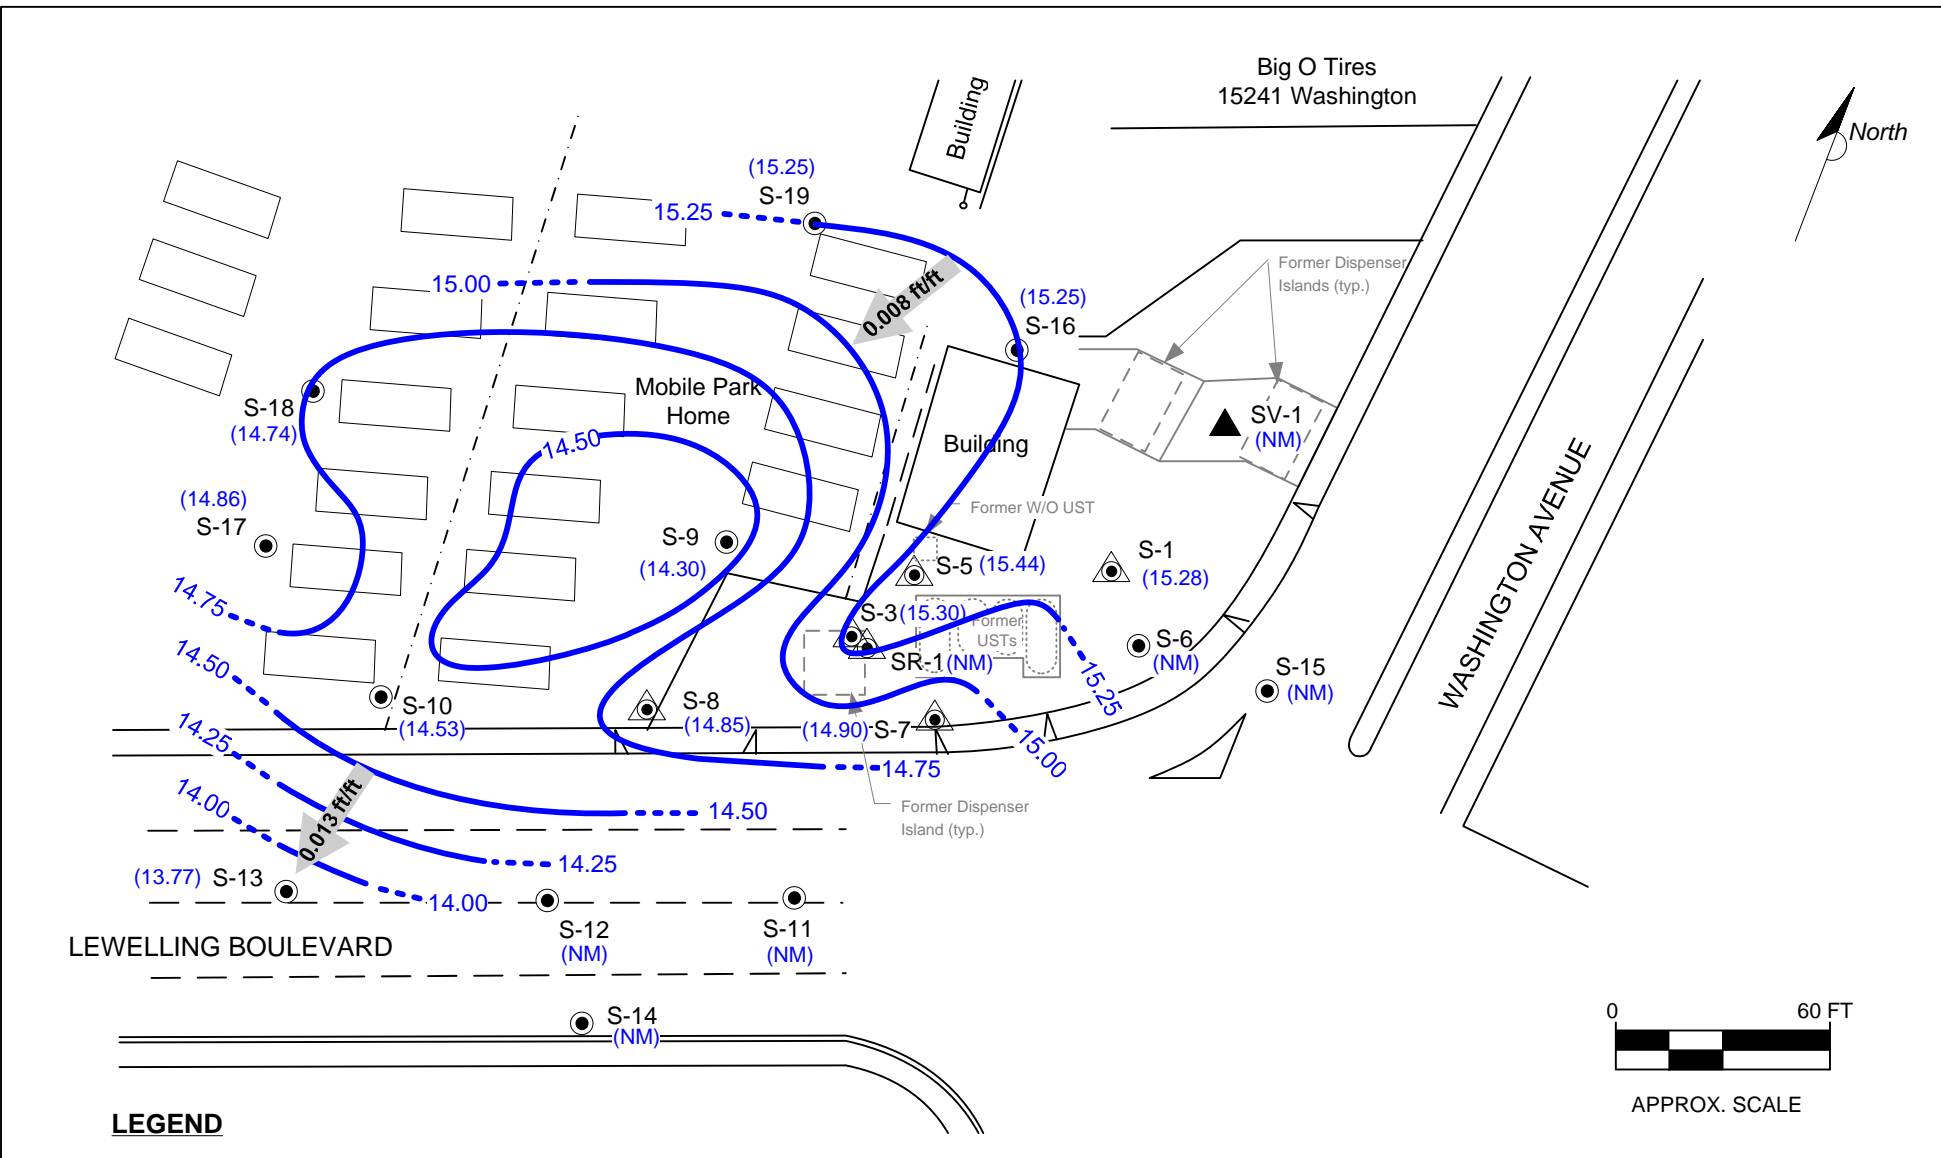 Big O Tires
15241 Washington
Building
North
(15.25)
S-19
15.25
Former Dispenser
Islands (typ.)
15.00
0.008 ft/ft
(15.25)
S-16
Mobile Park
Home
S-18
(14.74)
SV-1
(NM)
14.50
Building
(14.86)
S-17
Former W/O UST
WASHINGTON AVENUE
S-9
(14.30)
S-5 (15.44)
S-1
(15.28)
14.75
S-3 (15.30)
Former
USTs
S-6
(NM)
14.50
SR-1 (NM)
15.25
S-15
(NM)
S-10
(14.53)
S-8
(14.85)
(14.90) S-7
14.25
15.00
14.75
14.00
0.013 ft/ft
14.50
Former Dispenser
Island (typ.)
14.25
(13.77) S-13
14.00
S-12
(NM)
S-11
(NM)
LEWELLING BOULEVARD
S-14
(NM)
0 60 FT
APPROX. SCALE
LEGEND